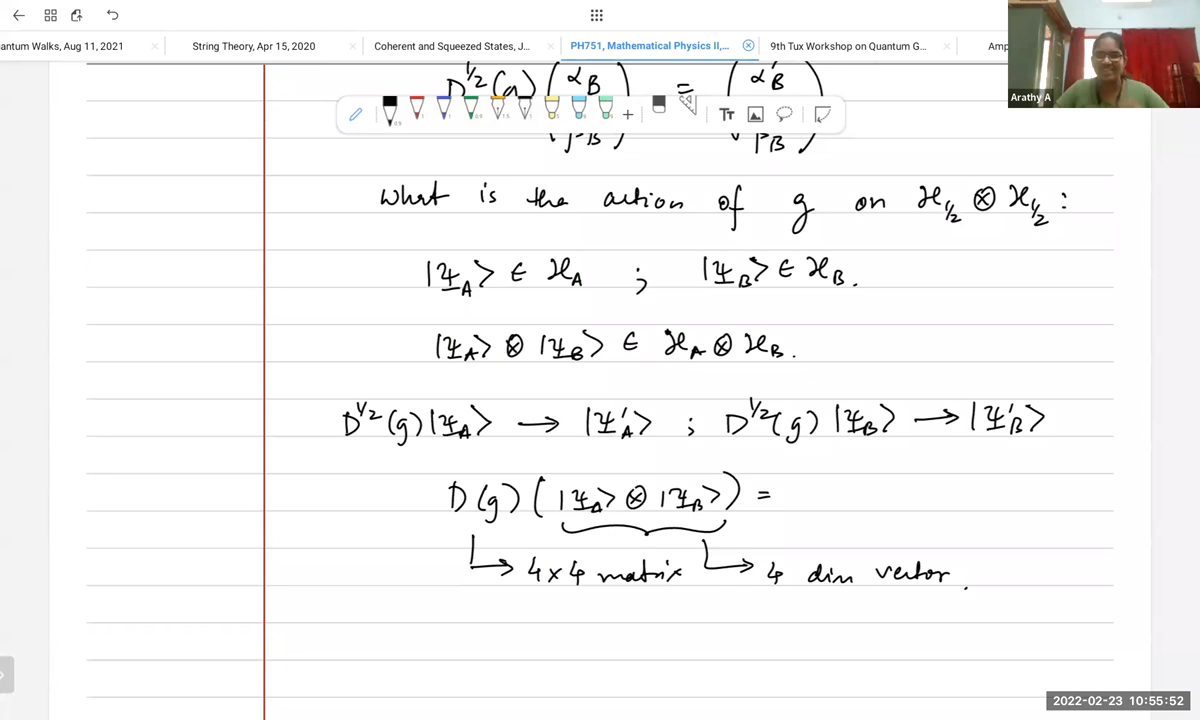 antum Walks, Aug 11, 2021 String Theory, Apr 15, 2020 Coherent and Squeezed States, J... PH751, Mathematical Physics II,... 9th Tux Workshop on Quantum G... Amp
Arathy A
D^{1/2}(g) (α_B = (α'_B
β_B) β_B)
What is the action of g on ℋ_{1/2} ⊗ ℋ_{1/2} :
|Ψ_A> ∈ ℋ_A ; |Ψ_B> ∈ ℋ_B.
|Ψ_A> ⊗ |Ψ_B> ∈ ℋ_A ⊗ ℋ_B.
D^{1/2}(g)|Ψ_A> → |Ψ'_A> ; D^{1/2}(g)|Ψ_B> → |Ψ'_B>
D(g)(|Ψ_A> ⊗ |Ψ_B>) =
↳ 4×4 matrix ↳ 4 dim vector.
2022-02-23 10:55:52